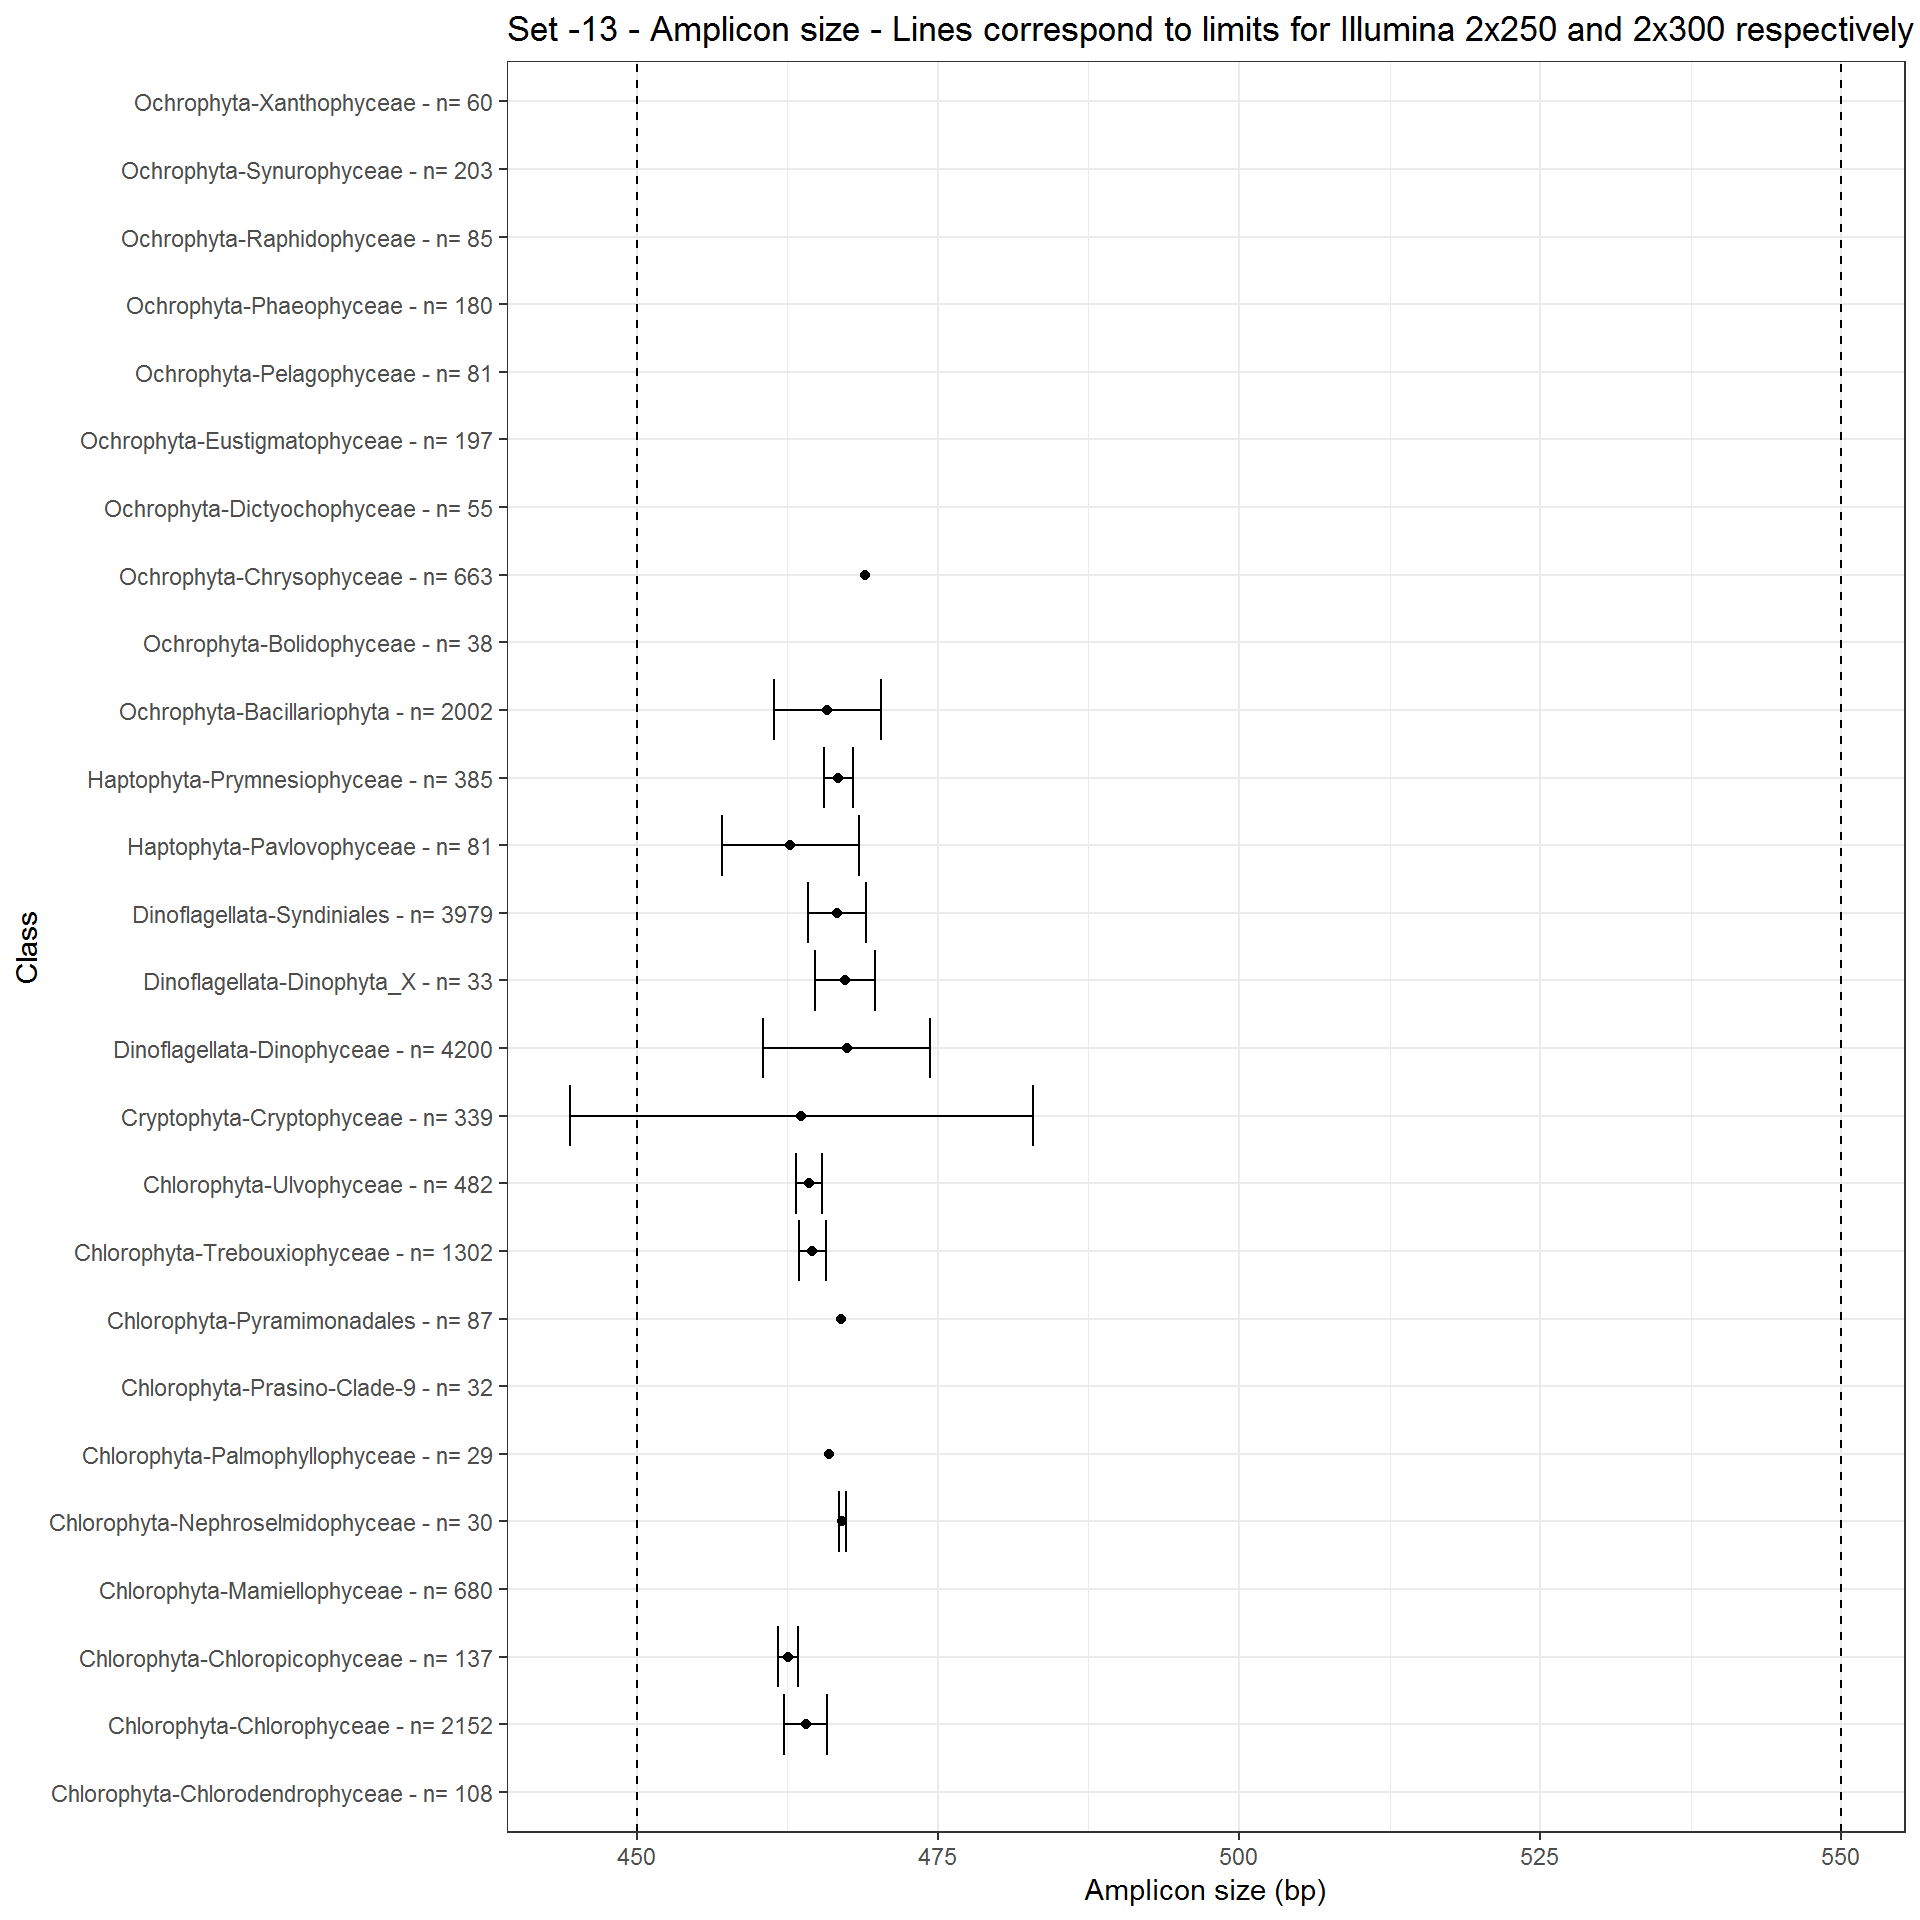 Set -13 - Amplicon size - Lines correspond to limits for Illumina 2x250 and 2x300 respectively
Ochrophyta-Xanthophyceae - n= 60
Ochrophyta-Synurophyceae - n= 203
Ochrophyta-Raphidophyceae - n= 85
Ochrophyta-Phaeophyceae - n= 180
Ochrophyta-Pelagophyceae - n= 81
Ochrophyta-Eustigmatophyceae - n= 197
Ochrophyta-Dictyochophyceae - n= 55
Ochrophyta-Chrysophyceae - n= 663
Ochrophyta-Bolidophyceae - n= 38
Ochrophyta-Bacillariophyta - n= 2002
Haptophyta-Prymnesiophyceae - n= 385
Haptophyta-Pavlovophyceae - n= 81
Dinoflagellata-Syndiniales - n= 3979
Dinoflagellata-Dinophyta_X - n= 33
Dinoflagellata-Dinophyceae - n= 4200
Cryptophyta-Cryptophyceae - n= 339
Chlorophyta-Ulvophyceae - n= 482
Chlorophyta-Trebouxiophyceae - n= 1302
Chlorophyta-Pyramimonadales - n= 87
Chlorophyta-Prasino-Clade-9 - n= 32
Chlorophyta-Palmophyllophyceae - n= 29
Chlorophyta-Nephroselmidophyceae - n= 30
Chlorophyta-Mamiellophyceae - n= 680
Chlorophyta-Chloropicophyceae - n= 137
Chlorophyta-Chlorophyceae - n= 2152
Chlorophyta-Chlorodendrophyceae - n= 108
Class
450 475 500 525 550
Amplicon size (bp)